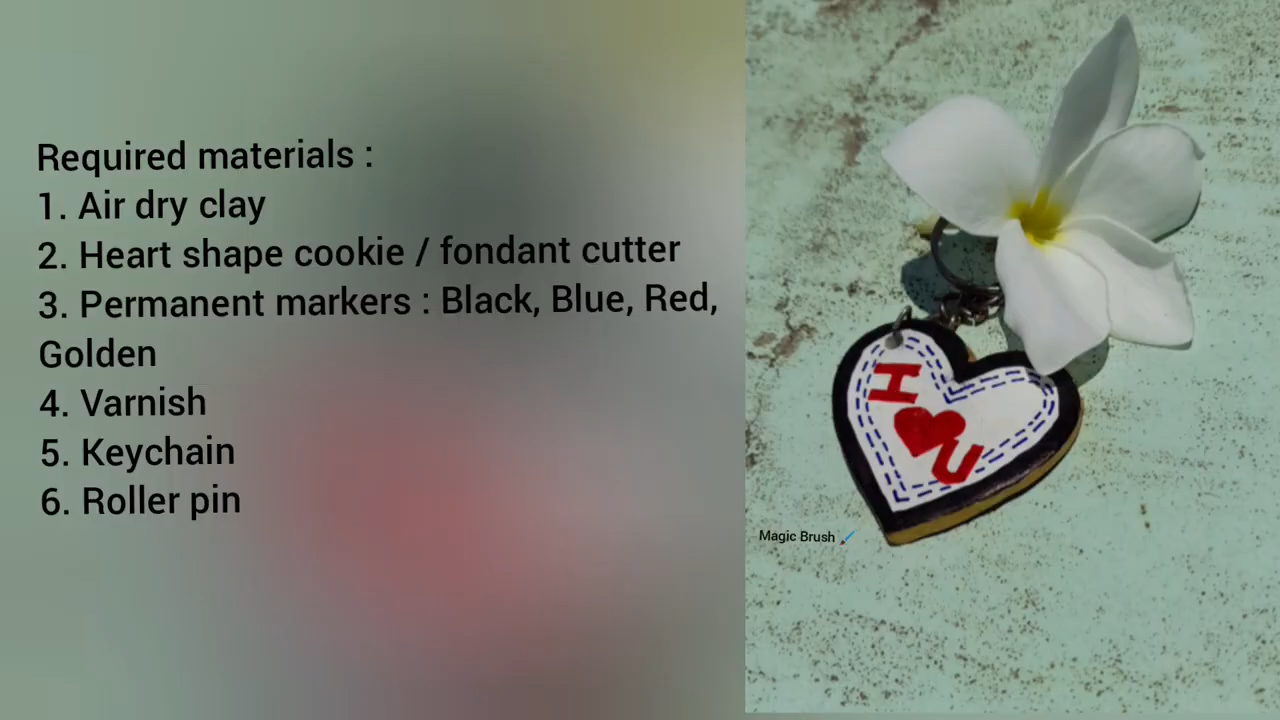 Required materials :
1. Air dry clay
2. Heart shape cookie / fondant cutter
3. Permanent markers : Black, Blue, Red,
Golden
4. Varnish
5. Keychain
6. Roller pin
I
U
Magic Brush